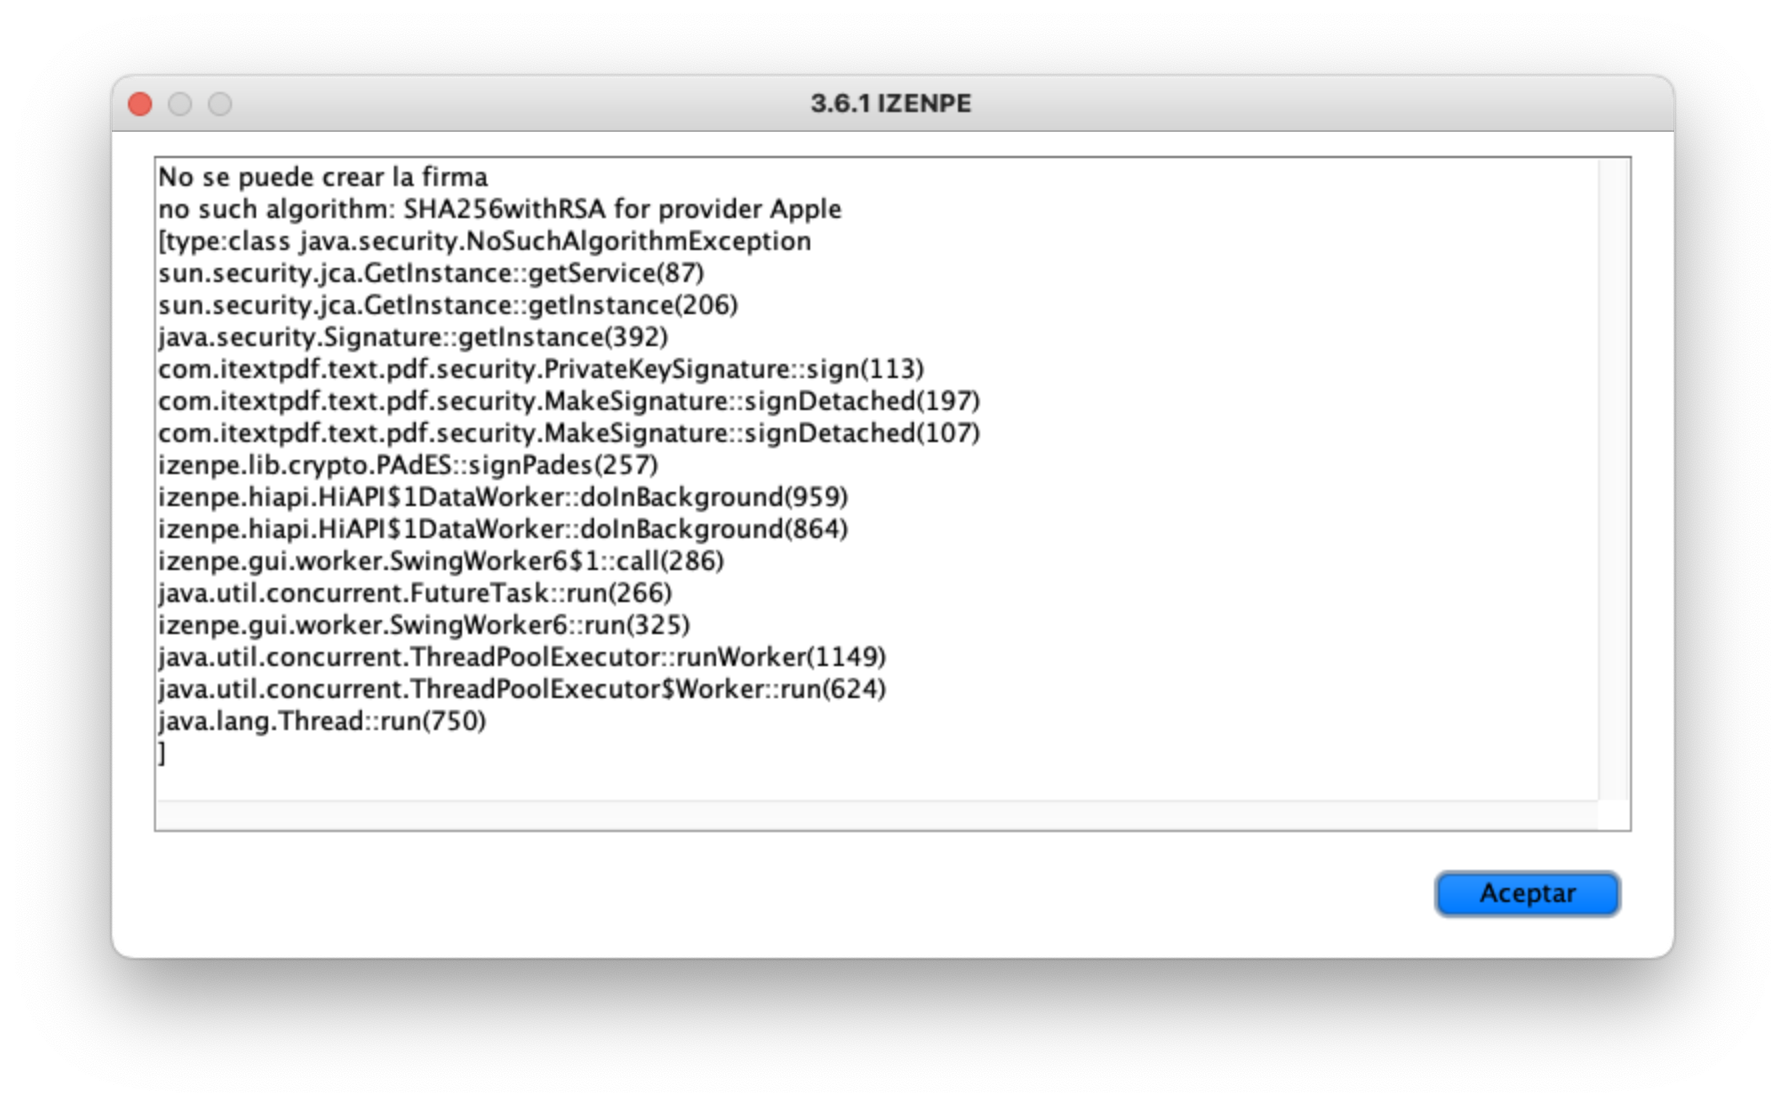 3.6.1 IZENPE
No se puede crear la firma
no such algorithm: SHA256withRSA for provider Apple
[type:class java.security.NoSuchAlgorithmException
sun.security.jca.GetInstance::getService(87)
sun.security.jca.GetInstance::getInstance(206)
java.security.Signature::getInstance(392)
com.itextpdf.text.pdf.security.PrivateKeySignature::sign(113)
com.itextpdf.text.pdf.security.MakeSignature::signDetached(197)
com.itextpdf.text.pdf.security.MakeSignature::signDetached(107)
izenpe.lib.crypto.PAdES::signPades(257)
izenpe.hiapi.HiAPI$1DataWorker::doInBackground(959)
izenpe.hiapi.HiAPI$1DataWorker::doInBackground(864)
izenpe.gui.worker.SwingWorker6$1::call(286)
java.util.concurrent.FutureTask::run(266)
izenpe.gui.worker.SwingWorker6::run(325)
java.util.concurrent.ThreadPoolExecutor::runWorker(1149)
java.util.concurrent.ThreadPoolExecutor$Worker::run(624)
java.lang.Thread::run(750)
]
Aceptar